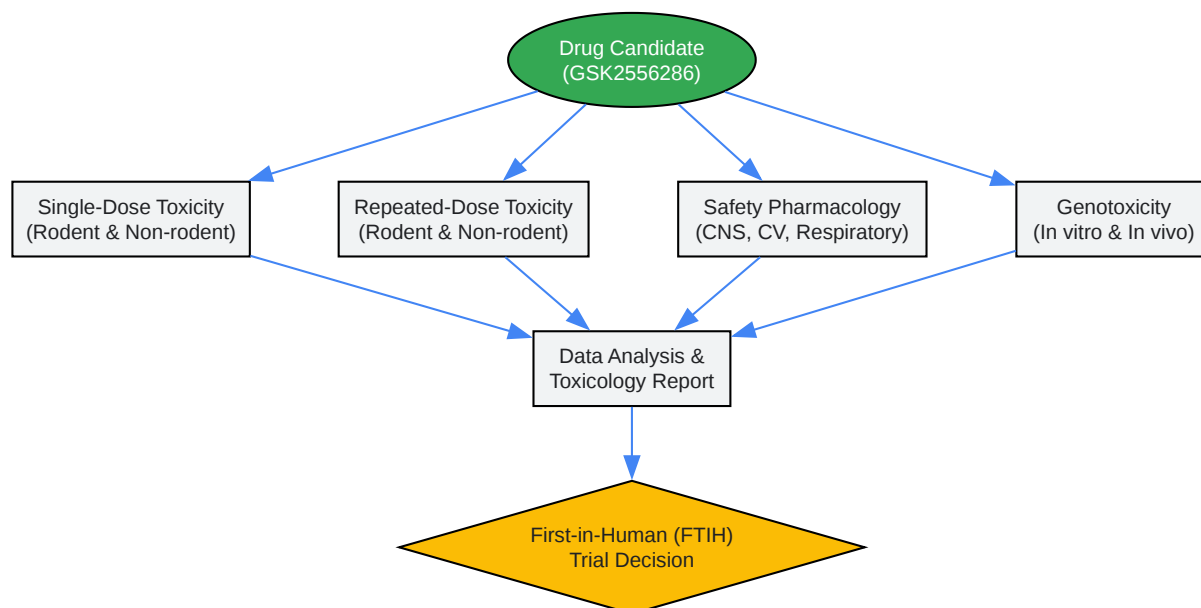 Drug Candidate
(GSK2556286)
Single-Dose Toxicity
(Rodent & Non-rodent)
Repeated-Dose Toxicity
(Rodent & Non-rodent)
Safety Pharmacology
(CNS, CV, Respiratory)
Genotoxicity
(In vitro & In vivo)
Data Analysis &
Toxicology Report
First-in-Human (FTIH)
Trial Decision